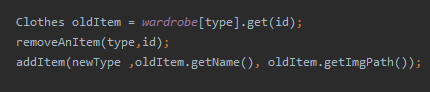 Clothes oldItem = wardrobe[type].get(id);
removeAnItem(type,id);
addItem(newType ,oldItem.getName(), oldItem.getImgPath());